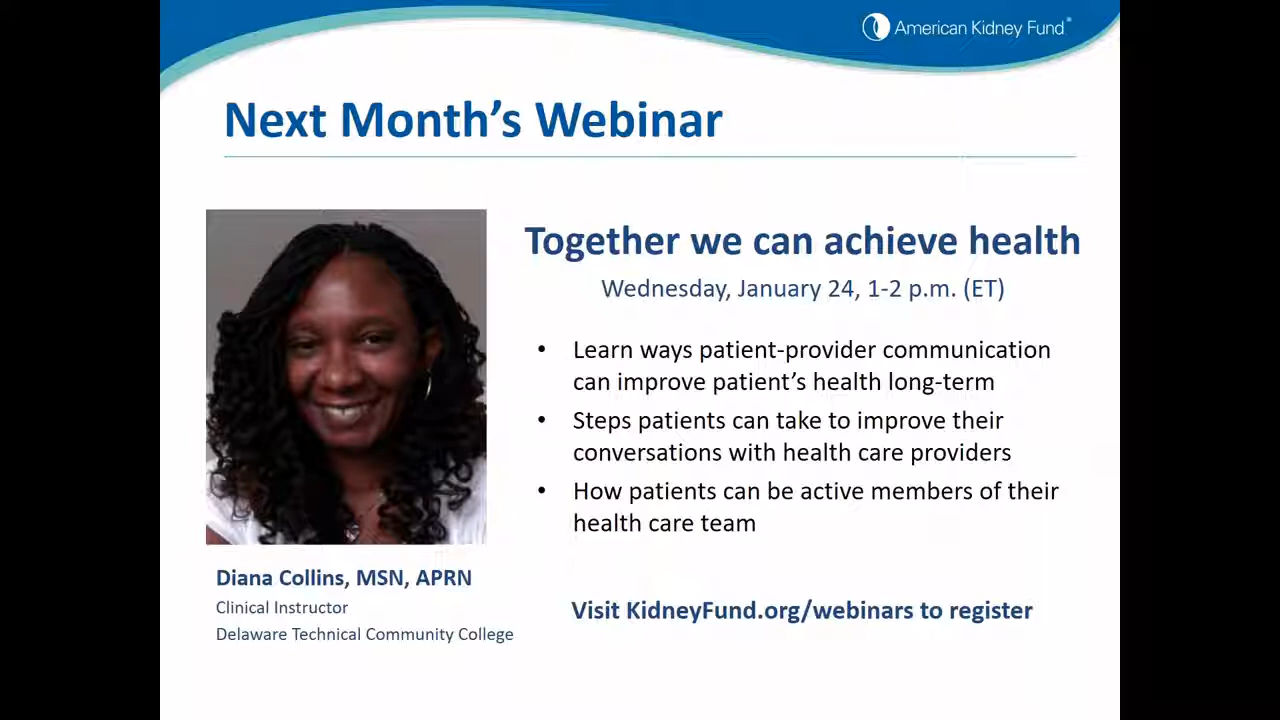 American Kidney Fund®
Next Month’s Webinar
Together we can achieve health
Wednesday, January 24, 1-2 p.m. (ET)
• Learn ways patient-provider communication
can improve patient’s health long-term
• Steps patients can take to improve their
conversations with health care providers
• How patients can be active members of their
health care team
Diana Collins, MSN, APRN
Clinical Instructor
Delaware Technical Community College
Visit KidneyFund.org/webinars to register